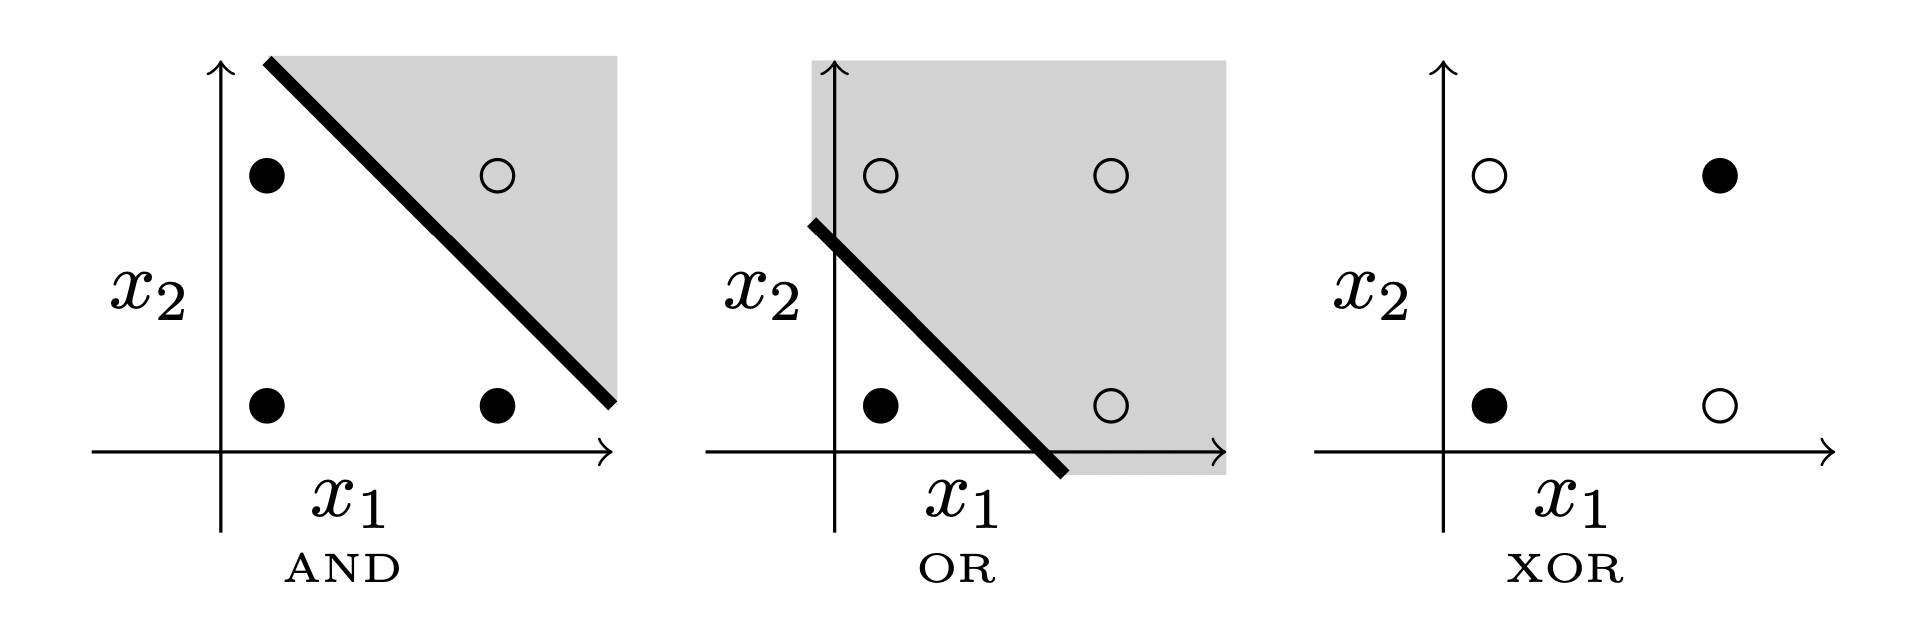 x₂ x₂ x₂
x₁ x₁ x₁
AND OR XOR